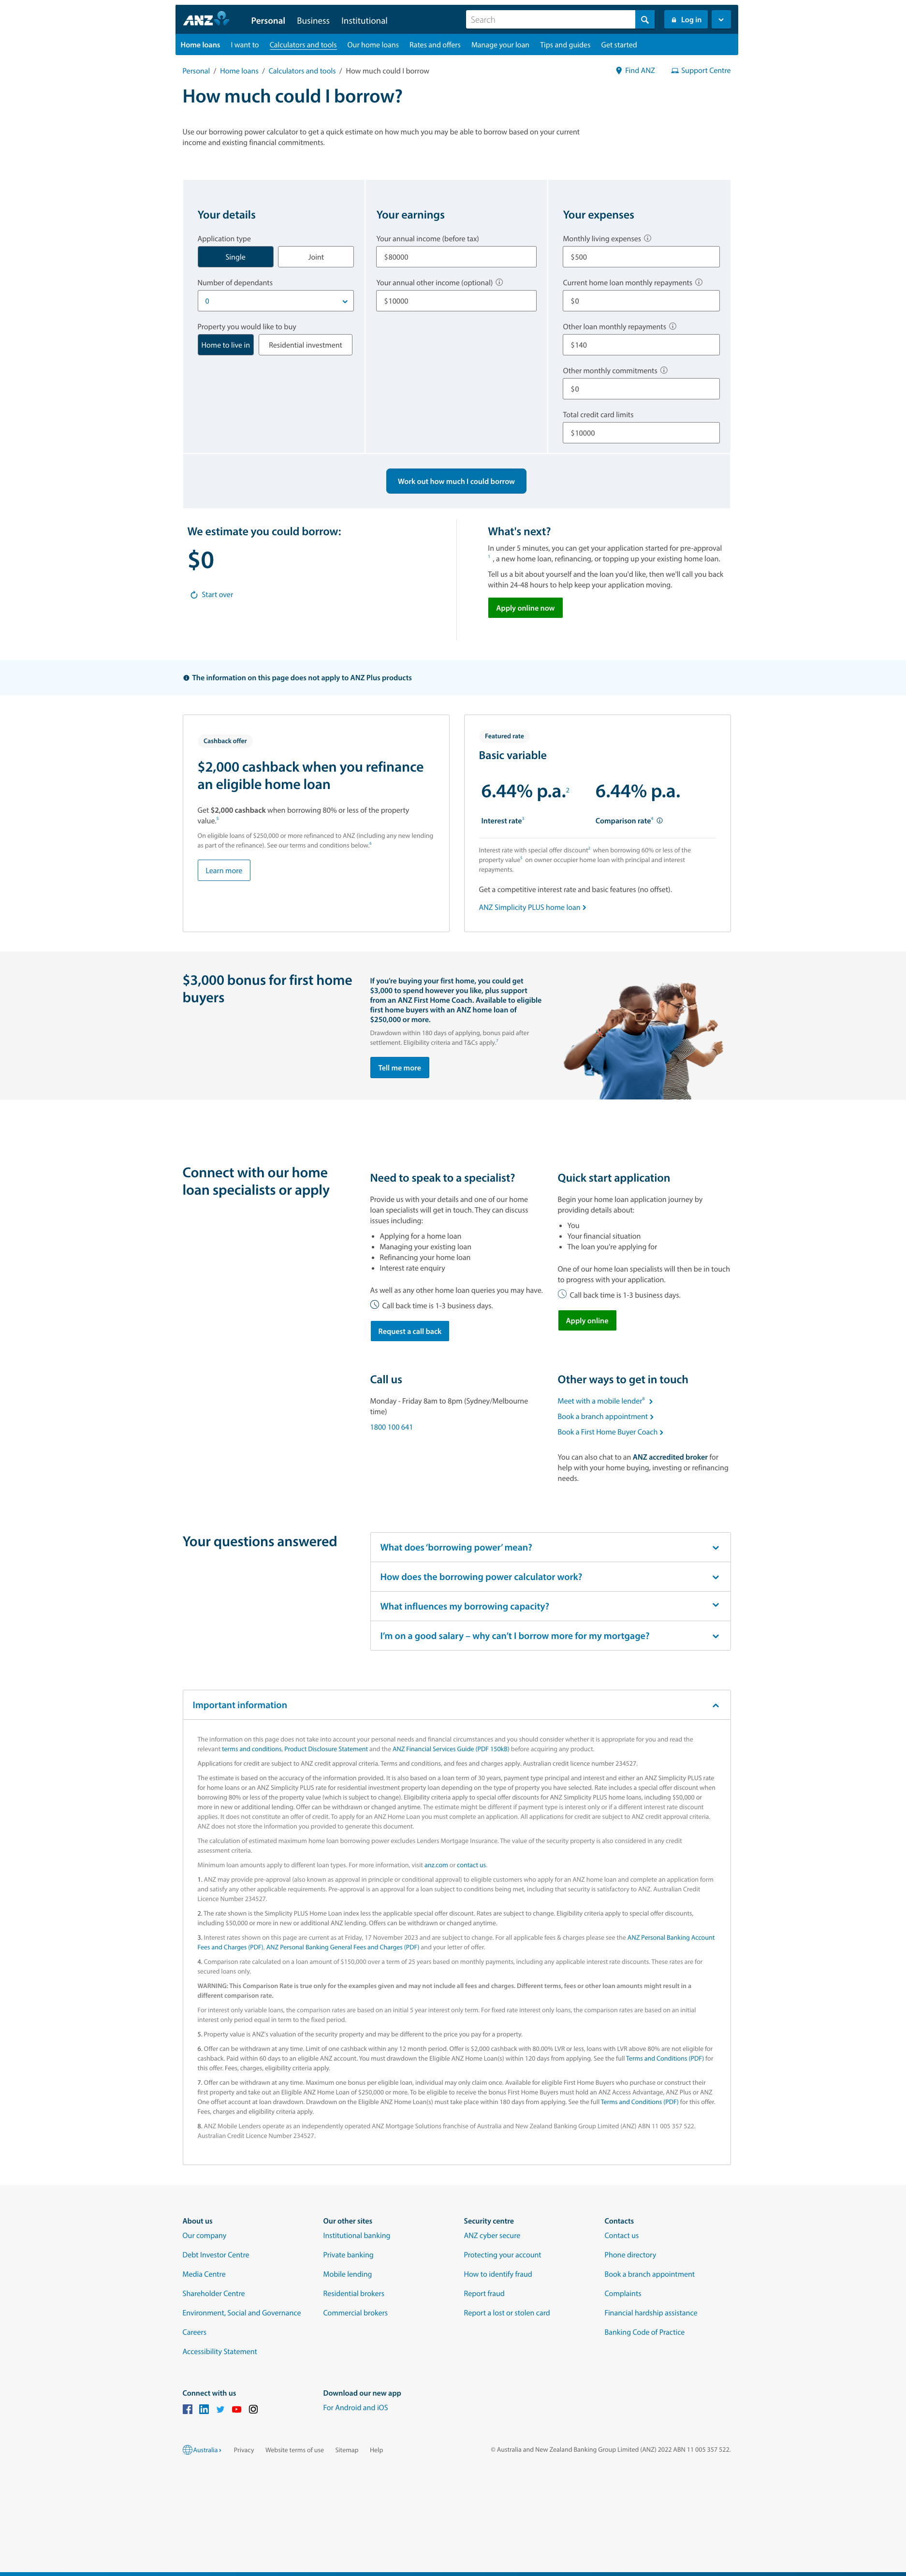 ANZ
Personal Business Institutional
Search
Log in
Home loans I want to Calculators and tools Our home loans Rates and offers Manage your loan Tips and guides Get started
Personal / Home loans / Calculators and tools / How much could I borrow
Find ANZ Support Centre
How much could I borrow?
Use our borrowing power calculator to get a quick estimate on how much you may be able to borrow based on your current
income and existing financial commitments.
Your details
Application type
Single Joint
Number of dependants
0
Property you would like to buy
Home to live in Residential investment
Your earnings
Your annual income (before tax)
$80000
Your annual other income (optional)
$10000
Your expenses
Monthly living expenses
$500
Current home loan monthly repayments
$0
Other loan monthly repayments
$140
Other monthly commitments
$0
Total credit card limits
$10000
Work out how much I could borrow
We estimate you could borrow:
$0
Start over
What's next?
In under 5 minutes, you can get your application started for pre-approval
1 , a new home loan, refinancing, or topping up your existing home loan.
Tell us a bit about yourself and the loan you'd like, then we'll call you back
within 24-48 hours to help keep your application moving.
Apply online now
The information on this page does not apply to ANZ Plus products
Cashback offer
$2,000 cashback when you refinance
an eligible home loan
Get $2,000 cashback when borrowing 80% or less of the property
value.5
On eligible loans of $250,000 or more refinanced to ANZ (including any new lending
as part of the refinance). See our terms and conditions below.6
Learn more
Featured rate
Basic variable
6.44% p.a.2 6.44% p.a.
Interest rate3 Comparison rate4
Interest rate with special offer discount2 when borrowing 60% or less of the
property value5 on owner occupier home loan with principal and interest
repayments.
Get a competitive interest rate and basic features (no offset).
ANZ Simplicity PLUS home loan
$3,000 bonus for first home
buyers
If you're buying your first home, you could get
$3,000 to spend however you like, plus support
from an ANZ First Home Coach. Available to eligible
first home buyers with an ANZ home loan of
$250,000 or more.
Drawdown within 180 days of applying, bonus paid after
settlement. Eligibility criteria and T&Cs apply.7
Tell me more
Connect with our home
loan specialists or apply
Need to speak to a specialist?
Provide us with your details and one of our home
loan specialists will get in touch. They can discuss
issues including:
• Applying for a home loan
• Managing your existing loan
• Refinancing your home loan
• Interest rate enquiry
As well as any other home loan queries you may have.
Call back time is 1-3 business days.
Request a call back
Quick start application
Begin your home loan application journey by
providing details about:
• You
• Your financial situation
• The loan you're applying for
One of our home loan specialists will then be in touch
to progress with your application.
Call back time is 1-3 business days.
Apply online
Call us
Monday - Friday 8am to 8pm (Sydney/Melbourne
time)
1800 100 641
Other ways to get in touch
Meet with a mobile lender8
Book a branch appointment
Book a First Home Buyer Coach
You can also chat to an ANZ accredited broker for
help with your home buying, investing or refinancing
needs.
Your questions answered
What does ‘borrowing power’ mean?
How does the borrowing power calculator work?
What influences my borrowing capacity?
I’m on a good salary – why can’t I borrow more for my mortgage?
Important information
The information on this page does not take into account your personal needs and financial circumstances and you should consider whether it is appropriate for you and read the
relevant terms and conditions, Product Disclosure Statement and the ANZ Financial Services Guide (PDF 150kB) before acquiring any product.
Applications for credit are subject to ANZ credit approval criteria. Terms and conditions, and fees and charges apply. Australian credit licence number 234527.
The estimate is based on the accuracy of the information provided. It is also based on a loan term of 30 years, payment type principal and interest and either an ANZ Simplicity PLUS rate
for home loans or an ANZ Simplicity PLUS rate for residential investment property loan depending on the type of property you have selected. Rate includes a special offer discount when
borrowing 80% or less of the property value (which is subject to change). Eligibility criteria apply to special offer discounts for ANZ Simplicity PLUS home loans, including $50,000 or
more in new or additional lending. Offer can be withdrawn or changed anytime. The estimate might be different if payment type is interest only or if a different interest rate discount
applies. It does not constitute an offer of credit. To apply for an ANZ Home Loan you must complete an application. All applications for credit are subject to ANZ credit approval criteria.
ANZ does not store the information you provided to generate this document.
The calculation of estimated maximum home loan borrowing power excludes Lenders Mortgage Insurance. The value of the security property is also considered in any credit
assessment criteria.
Minimum loan amounts apply to different loan types. For more information, visit anz.com or contact us.
1. ANZ may provide pre-approval (also known as approval in principle or conditional approval) to eligible customers who apply for an ANZ home loan and complete an application form
and satisfy any other applicable requirements. Pre-approval is an approval for a loan subject to conditions being met, including that security is satisfactory to ANZ. Australian Credit
Licence Number 234527.
2. The rate shown is the Simplicity PLUS Home Loan index less the applicable special offer discount. Rates are subject to change. Eligibility criteria apply to special offer discounts,
including $50,000 or more in new or additional ANZ lending. Offers can be withdrawn or changed anytime.
3. Interest rates shown on this page are current as at Friday, 17 November 2023 and are subject to change. For all applicable fees & charges please see the ANZ Personal Banking Account
Fees and Charges (PDF), ANZ Personal Banking General Fees and Charges (PDF) and your letter of offer.
4. Comparison rate calculated on a loan amount of $150,000 over a term of 25 years based on monthly payments, including any applicable interest rate discounts. These rates are for
secured loans only.
WARNING: This Comparison Rate is true only for the examples given and may not include all fees and charges. Different terms, fees or other loan amounts might result in a
different comparison rate.
For interest only variable loans, the comparison rates are based on an initial 5 year interest only term. For fixed rate interest only loans, the comparison rates are based on an initial
interest only period equal in term to the fixed period.
5. Property value is ANZ's valuation of the security property and may be different to the price you pay for a property.
6. Offer can be withdrawn at any time. Limit of one cashback within any 12 month period. Offer is $2,000 cashback with 80.00% LVR or less, loans with LVR above 80% are not eligible for
cashback. Paid within 60 days to an eligible ANZ account. You must drawdown the Eligible ANZ Home Loan(s) within 120 days from applying. See the full Terms and Conditions (PDF) for
this offer. Fees, charges, eligibility criteria apply.
7. Offer can be withdrawn at any time. Maximum one bonus per eligible loan, individual may only claim once. Available for eligible First Home Buyers who purchase or construct their
first property and take out an Eligible ANZ Home Loan of $250,000 or more. To be eligible to receive the bonus First Home Buyers must hold an ANZ Access Advantage, ANZ Plus or ANZ
One offset account at loan drawdown. Drawdown on the Eligible ANZ Home Loan(s) must take place within 180 days from applying. See the full Terms and Conditions (PDF) for this offer.
Fees, charges and eligibility criteria apply.
8. ANZ Mobile Lenders operate as an independently operated ANZ Mortgage Solutions franchise of Australia and New Zealand Banking Group Limited (ANZ) ABN 11 005 357 522.
Australian Credit Licence Number 234527.
About us
Our company
Debt Investor Centre
Media Centre
Shareholder Centre
Environment, Social and Governance
Careers
Accessibility Statement
Our other sites
Institutional banking
Private banking
Mobile lending
Residential brokers
Commercial brokers
Security centre
ANZ cyber secure
Protecting your account
How to identify fraud
Report fraud
Report a lost or stolen card
Contacts
Contact us
Phone directory
Book a branch appointment
Complaints
Financial hardship assistance
Banking Code of Practice
Connect with us
Download our new app
For Android and iOS
Australia Privacy Website terms of use Sitemap Help
© Australia and New Zealand Banking Group Limited (ANZ) 2022 ABN 11 005 357 522.